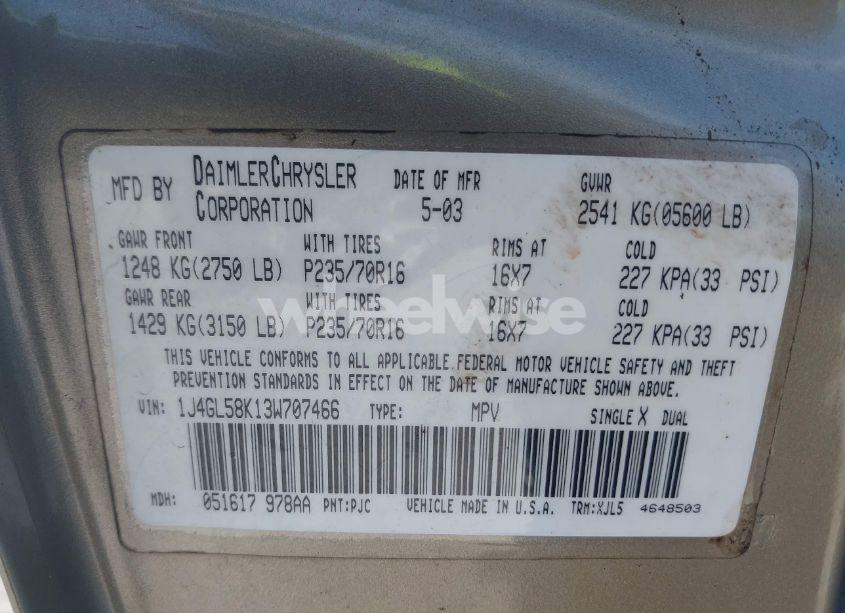 MFD BY DAIMLERCHRYSLER CORPORATION DATE OF MFR 5-03 GVWR 2541 KG(05600 LB)
GAWR FRONT WITH TIRES RIMS AT COLD
1248 KG(2750 LB) P235/70R16 16X7 227 KPA(33 PSI)
GAWR REAR WITH TIRES RIMS AT COLD
1429 KG(3150 LB) P235/70R16 16X7 227 KPA(33 PSI)
THIS VEHICLE CONFORMS TO ALL APPLICABLE FEDERAL MOTOR VEHICLE SAFETY AND THEFT
PREVENTION STANDARDS IN EFFECT ON THE DATE OF MANUFACTURE SHOWN ABOVE.
VIN: 1J4GL58K13W707466 TYPE: MPV SINGLE X DUAL
MDH: 051617 978AA PNT:PJC VEHICLE MADE IN U.S.A. TRM:XJL5 4648503
wheelwise